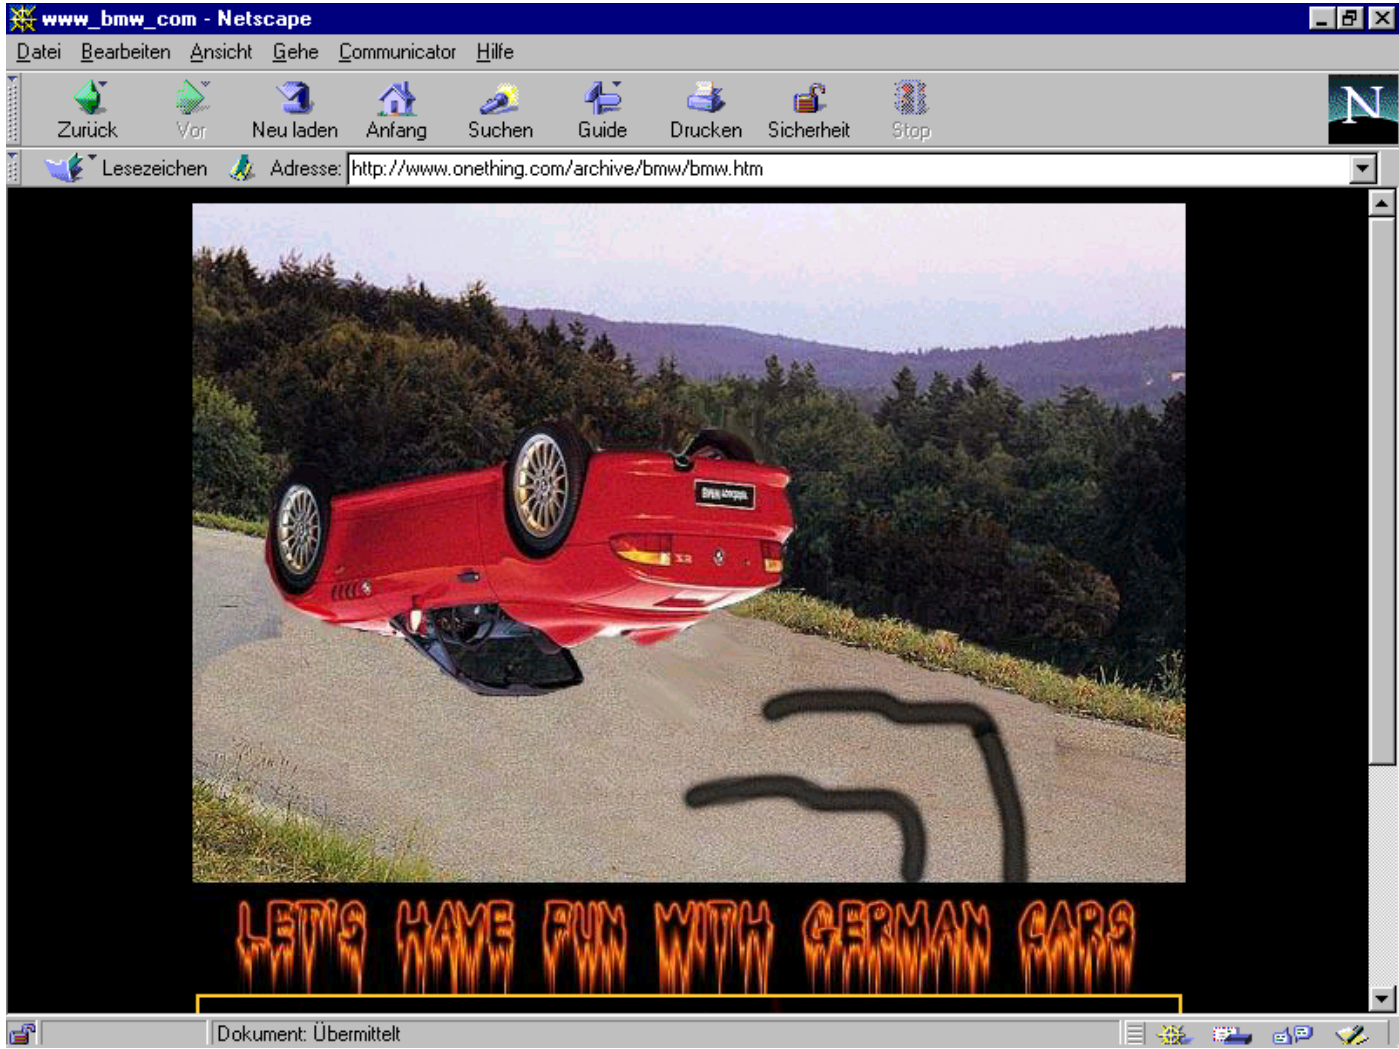 www_bmw_com - Netscape
Datei Bearbeiten Ansicht Gehe Communicator Hilfe
Zurück Vor Neu laden Anfang Suchen Guide Drucken Sicherheit Stop
N
Lesezeichen Adresse: http://www.onething.com/archive/bmw/bmw.htm
BMW
LET'S HAVE FUN WITH GERMAN CARS
Dokument: Übermittelt